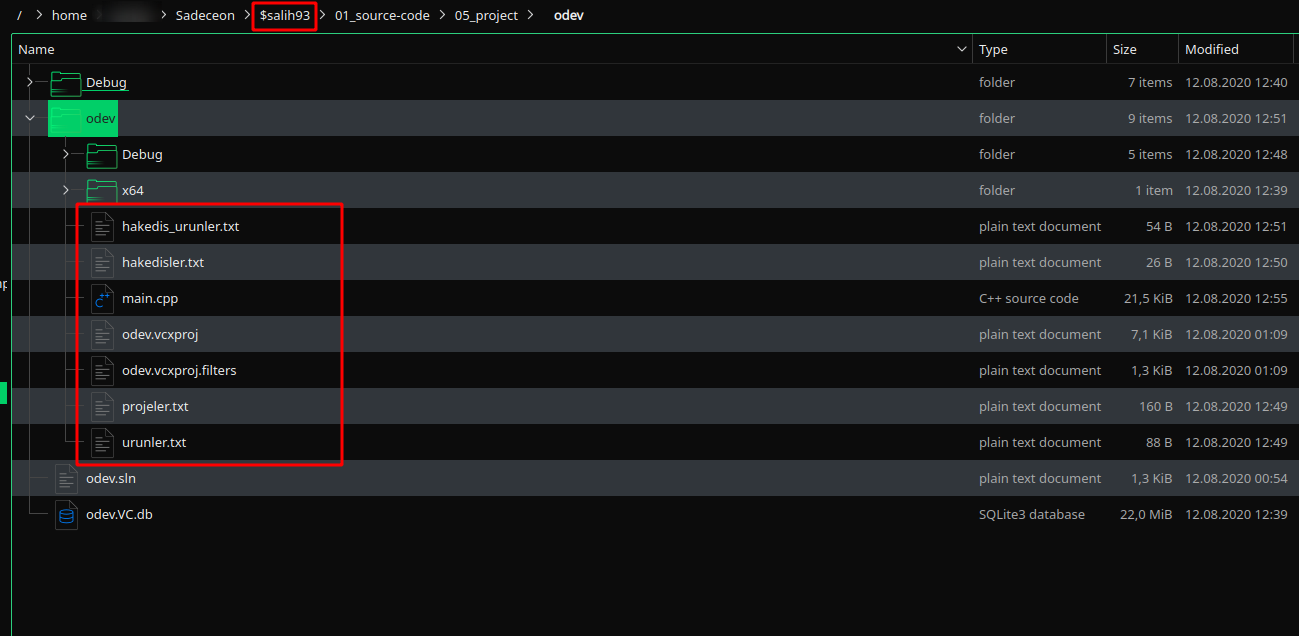 / > home > > Sadeceon > $salih93 > 01_source-code > 05_project > odev
Name Type Size Modified
Debug folder 7 items 12.08.2020 12:40
odev folder 9 items 12.08.2020 12:51
Debug folder 5 items 12.08.2020 12:48
x64 folder 1 item 12.08.2020 12:39
hakedis_urunler.txt plain text document 54 B 12.08.2020 12:51
hakedisler.txt plain text document 26 B 12.08.2020 12:50
main.cpp C++ source code 21,5 KiB 12.08.2020 12:55
odev.vcxproj plain text document 7,1 KiB 12.08.2020 01:09
odev.vcxproj.filters plain text document 1,3 KiB 12.08.2020 01:09
projeler.txt plain text document 160 B 12.08.2020 12:49
urunler.txt plain text document 88 B 12.08.2020 12:49
odev.sln plain text document 1,3 KiB 12.08.2020 00:54
odev.VC.db SQLite3 database 22,0 MiB 12.08.2020 12:39